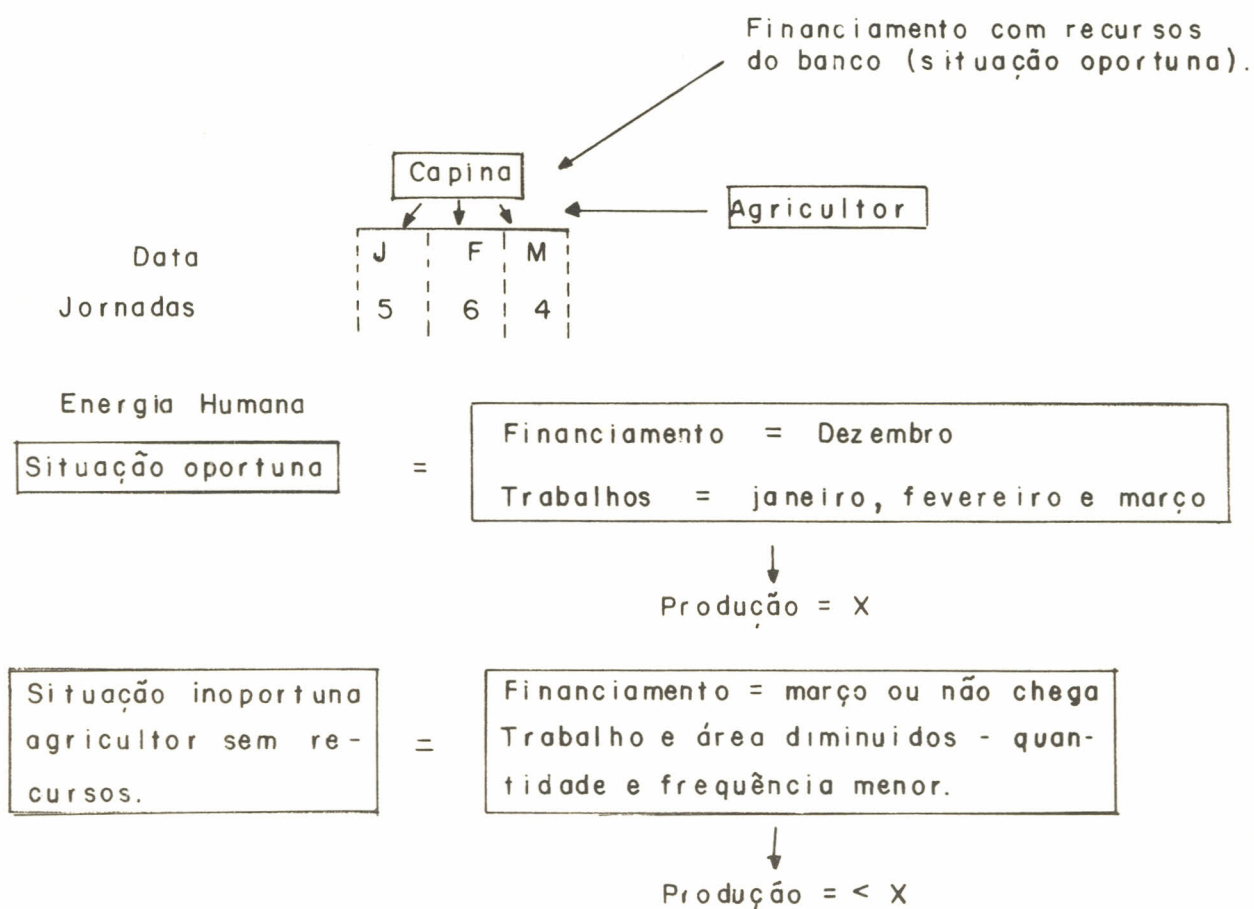 Financiamento com recursos
do banco (situação oportuna).
Capina
Agricultor
Data J F M
Jornadas 5 6 4
Energia Humana
Situação oportuna =
Financiamento = Dezembro
Trabalhos = janeiro, fevereiro e março
Produção = X
Situação inoportuna
agricultor sem re-
cursos.
=
Financiamento = março ou não chega
Trabalho e área diminuidos - quan-
tidade e frequência menor.
Produção = < X